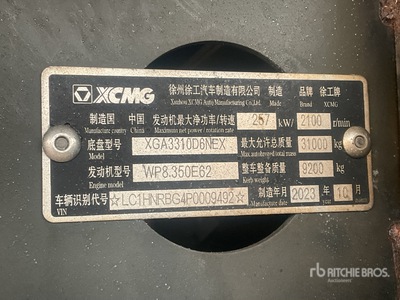 XCMG 徐州徐工汽车制造有限公司 制造 品牌 徐工牌
Xuzhou XCMG Auto Manufacturing Co.,Ltd. Made Brand XCMG
制造国 中国 发动机最大净功率/转速 257 kW/ 2100 r/min
Manufacture country China Maximum net power / rotation rate
底盘型号 XGA3310D6NEX 最大允许总质量 31000 kg
Chassis model Max authorized total mass
发动机型号 WP8.350E62 整车整备质量 9200 kg
Engine model Kerb weight
车辆识别代号 ☆LC1HNRBG4P0009492☆ 制造年月 2023 年 10 月
VIN Manufacture date year
rb RITCHIE BROS.